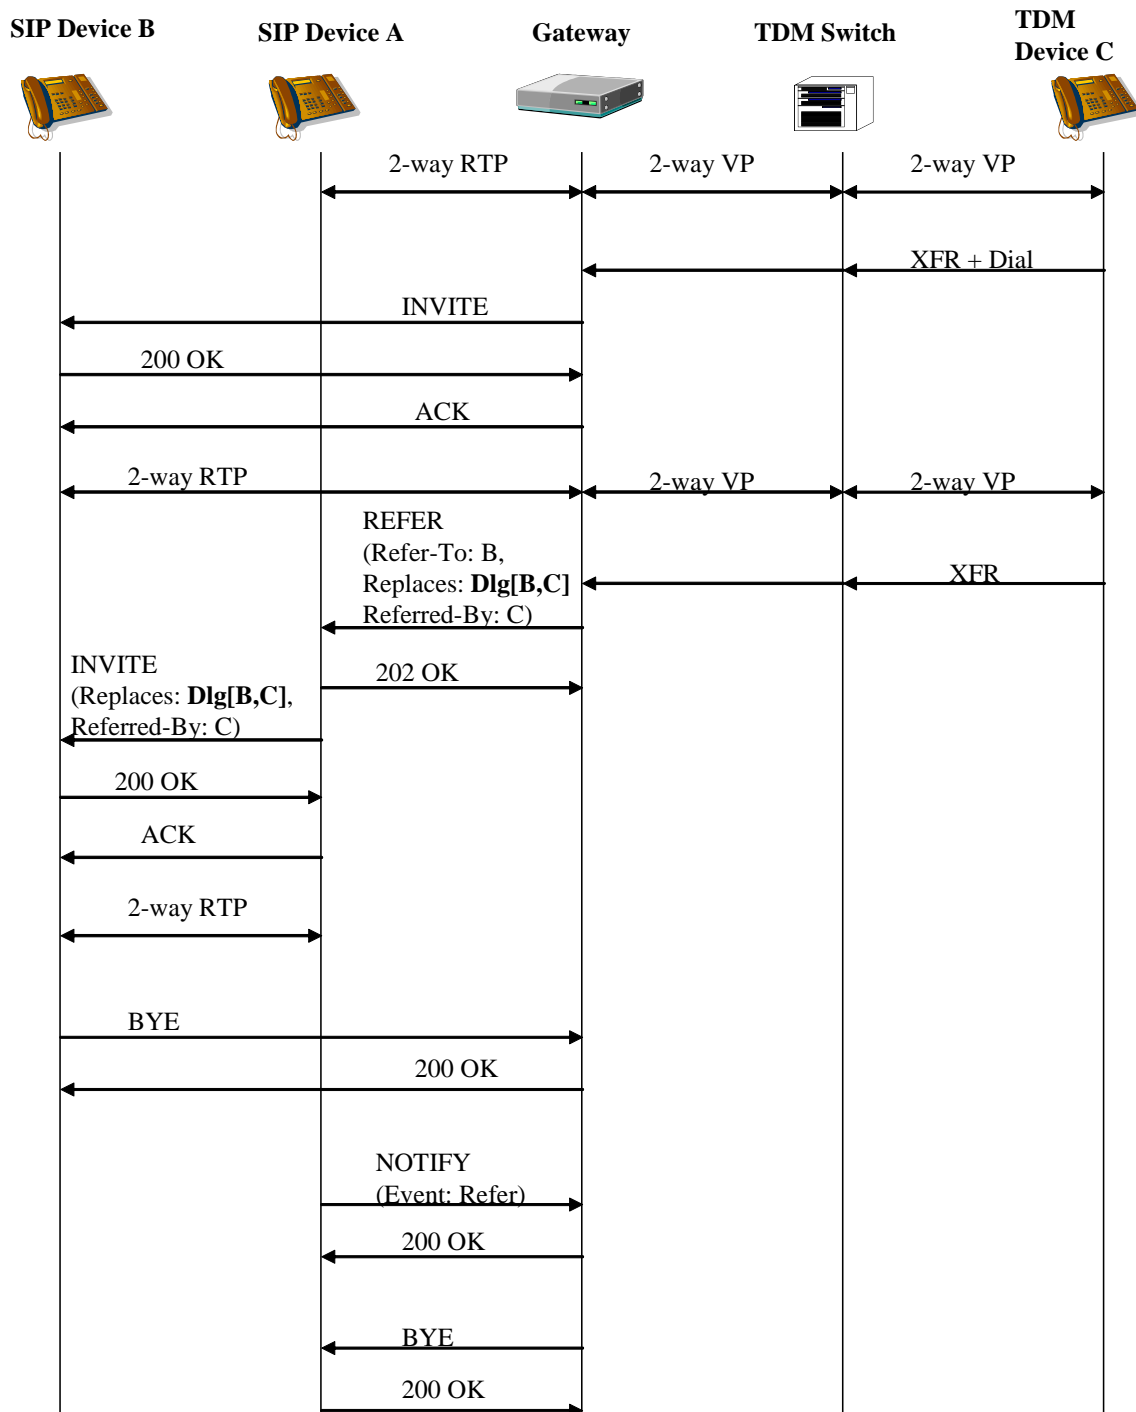 SIP Device B
SIP Device A
Gateway
TDM Switch
TDM
Device C
2-way RTP
2-way VP
2-way VP
XFR + Dial
INVITE
200 OK
ACK
2-way RTP
2-way VP
2-way VP
REFER
(Refer-To: B,
Replaces: Dlg[B,C]
Referred-By: C)
XFR
INVITE
(Replaces: Dlg[B,C],
Referred-By: C)
202 OK
200 OK
ACK
2-way RTP
BYE
200 OK
NOTIFY
(Event: Refer)
200 OK
BYE
200 OK